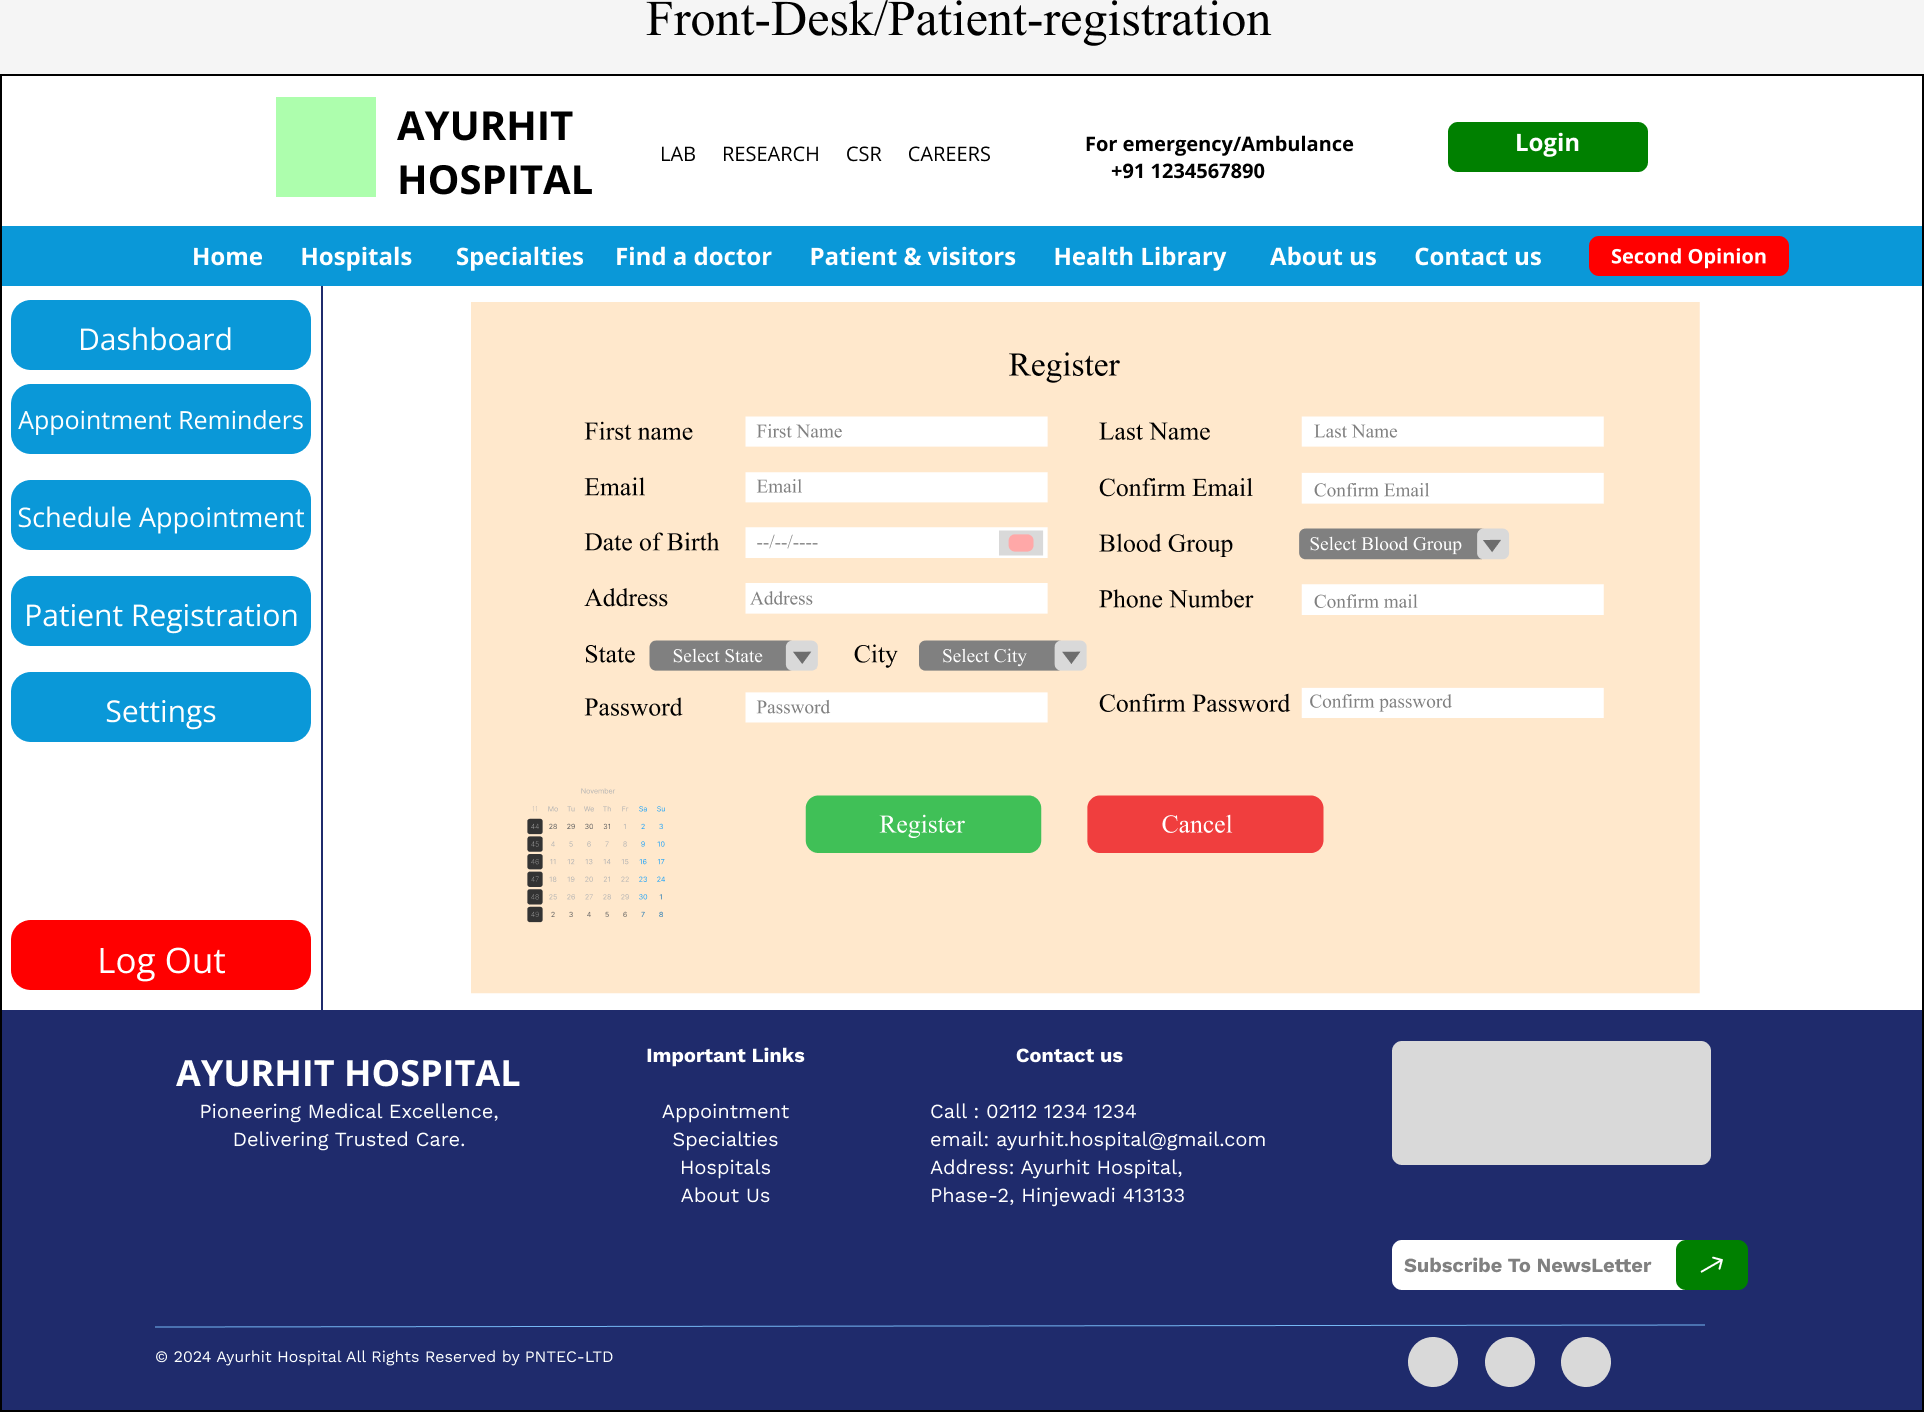 Front-Desk/Patient-registration
AYURHIT
HOSPITAL
LAB RESEARCH CSR CAREERS
For emergency/Ambulance
+91 1234567890
Login
Home Hospitals Specialties Find a doctor Patient & visitors Health Library About us Contact us Second Opinion
Dashboard
Appointment Reminders
Schedule Appointment
Patient Registration
Settings
Log Out
Register
First name First Name Last Name Last Name
Email Email Confirm Email Confirm Email
Date of Birth --/--/---- Blood Group Select Blood Group
Address Address Phone Number Confirm mail
State Select State City Select City
Password Password Confirm Password Confirm password
November
11 Mo Tu We Th Fr Sa Su
44 28 29 30 31 1 2 3
45 4 5 6 7 8 9 10
46 11 12 13 14 15 16 17
47 18 19 20 21 22 23 24
48 25 26 27 28 29 30 1
49 2 3 4 5 6 7 8
Register Cancel
AYURHIT HOSPITAL
Pioneering Medical Excellence,
Delivering Trusted Care.
Important Links
Appointment
Specialties
Hospitals
About Us
Contact us
Call : 02112 1234 1234
email: ayurhit.hospital@gmail.com
Address: Ayurhit Hospital,
Phase-2, Hinjewadi 413133
Subscribe To NewsLetter
© 2024 Ayurhit Hospital All Rights Reserved by PNTEC-LTD